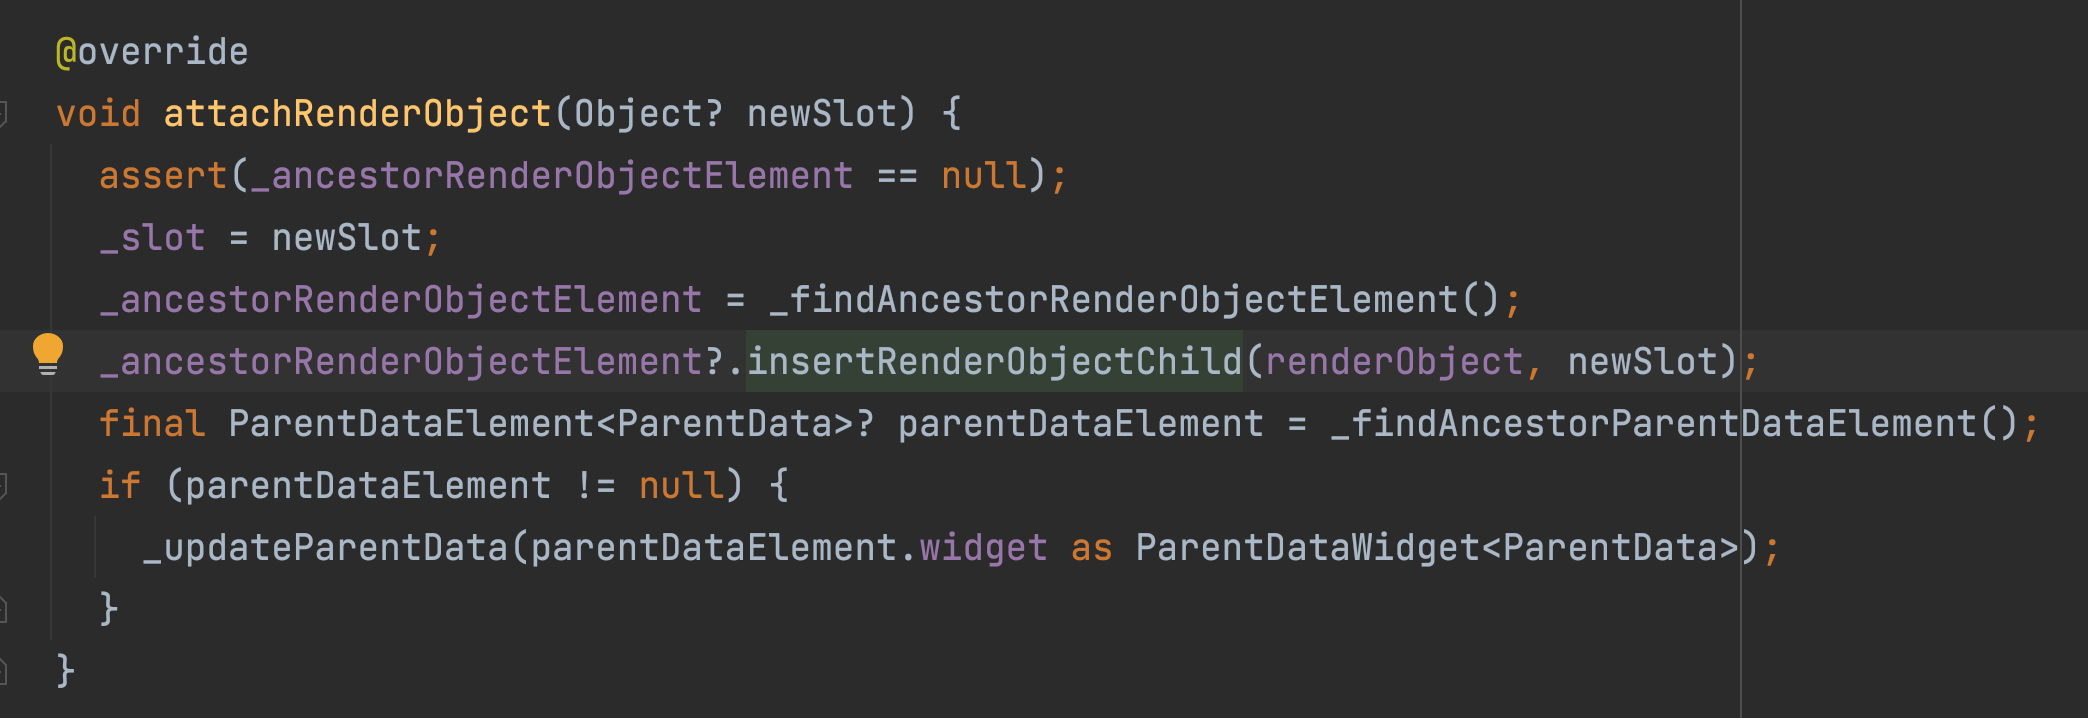 @override
void attachRenderObject(Object? newSlot) {
assert(_ancestorRenderObjectElement == null);
_slot = newSlot;
_ancestorRenderObjectElement = _findAncestorRenderObjectElement();
_ancestorRenderObjectElement?.insertRenderObjectChild(renderObject, newSlot);
final ParentDataElement<ParentData>? parentDataElement = _findAncestorParentDataElement();
if (parentDataElement != null) {
_updateParentData(parentDataElement.widget as ParentDataWidget<ParentData>);
}
}